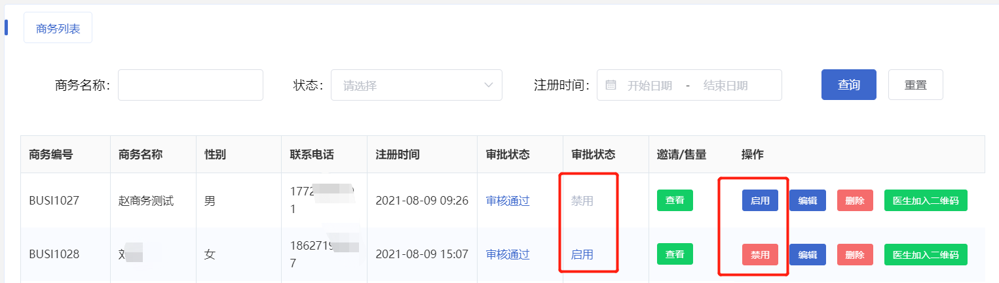 商务列表
商务名称: 状态: 请选择 注册时间: 开始日期 - 结束日期 查询 重置
商务编号 商务名称 性别 联系电话 注册时间 审批状态 审批状态 邀请/售量 操作
BUSI1027 赵商务测试 男 1772 1 2021-08-09 09:26 审核通过 禁用 查看 启用 编辑 删除 医生加入二维码
BUSI1028 刘 女 1862719 7 2021-08-09 15:07 审核通过 启用 查看 禁用 编辑 删除 医生加入二维码